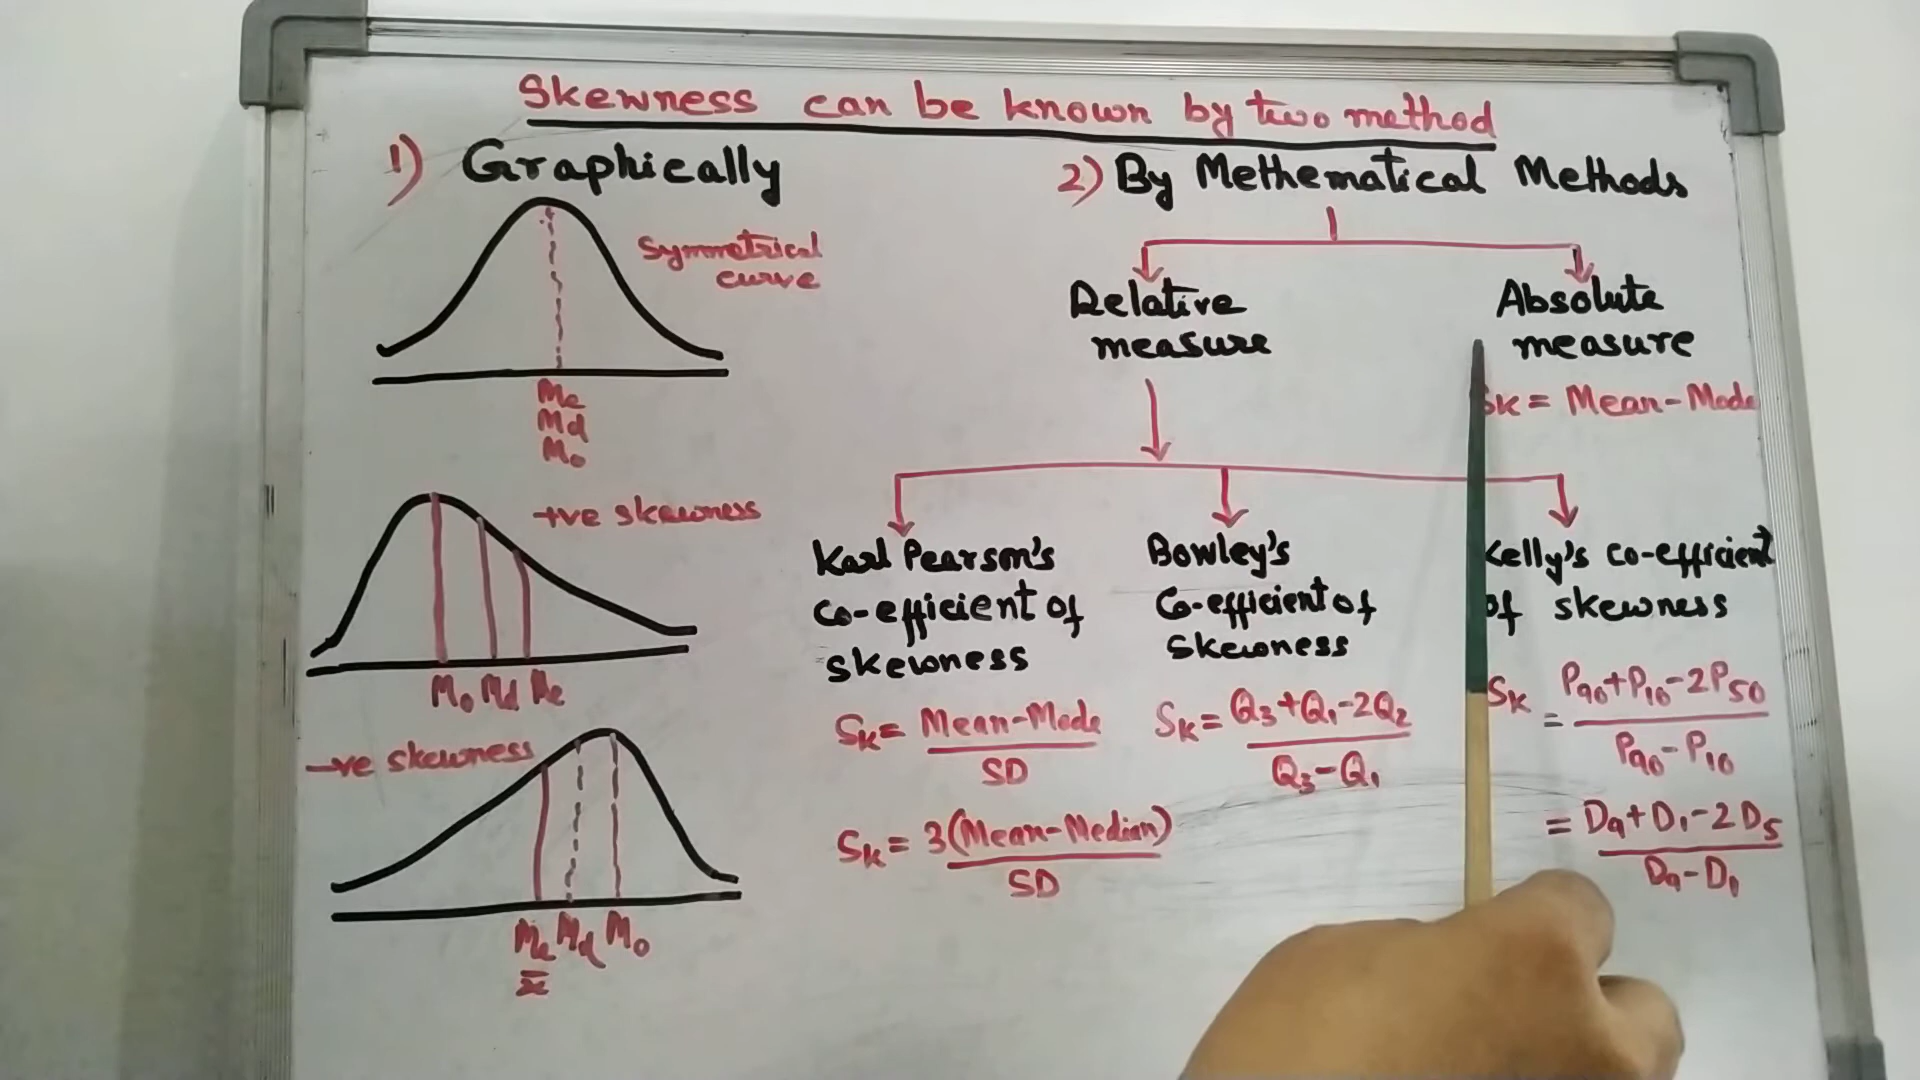 Skewness can be known by two method
1) Graphically
symmetrical
curve
Me
Md
Mo
+ve skewness
Mo Md Me
-ve skewness
Me Md Mo
x̄
2) By Methematical Methods
Relative
measure
Absolute
measure
Sk = Mean-Mode
Karl Pearson's
co-efficient of
skewness
Sk = Mean-Mode
SD
Sk = 3(Mean-Median)
SD
Bowley's
Co-efficient of
Skewness
Sk = Q3+Q1-2Q2
Q3-Q1
Kelly's co-efficient
of skewness
Sk = P90+P10-2P50
P90-P10
= D9+D1-2D5
D9-D1